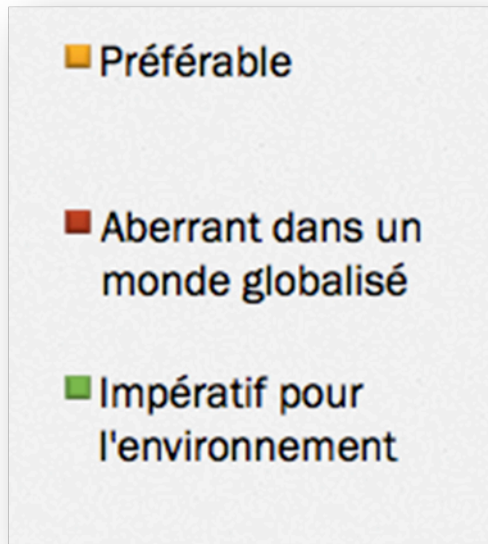 Préférable
Aberrant dans un
monde globalisé
Impératif pour
l'environnement